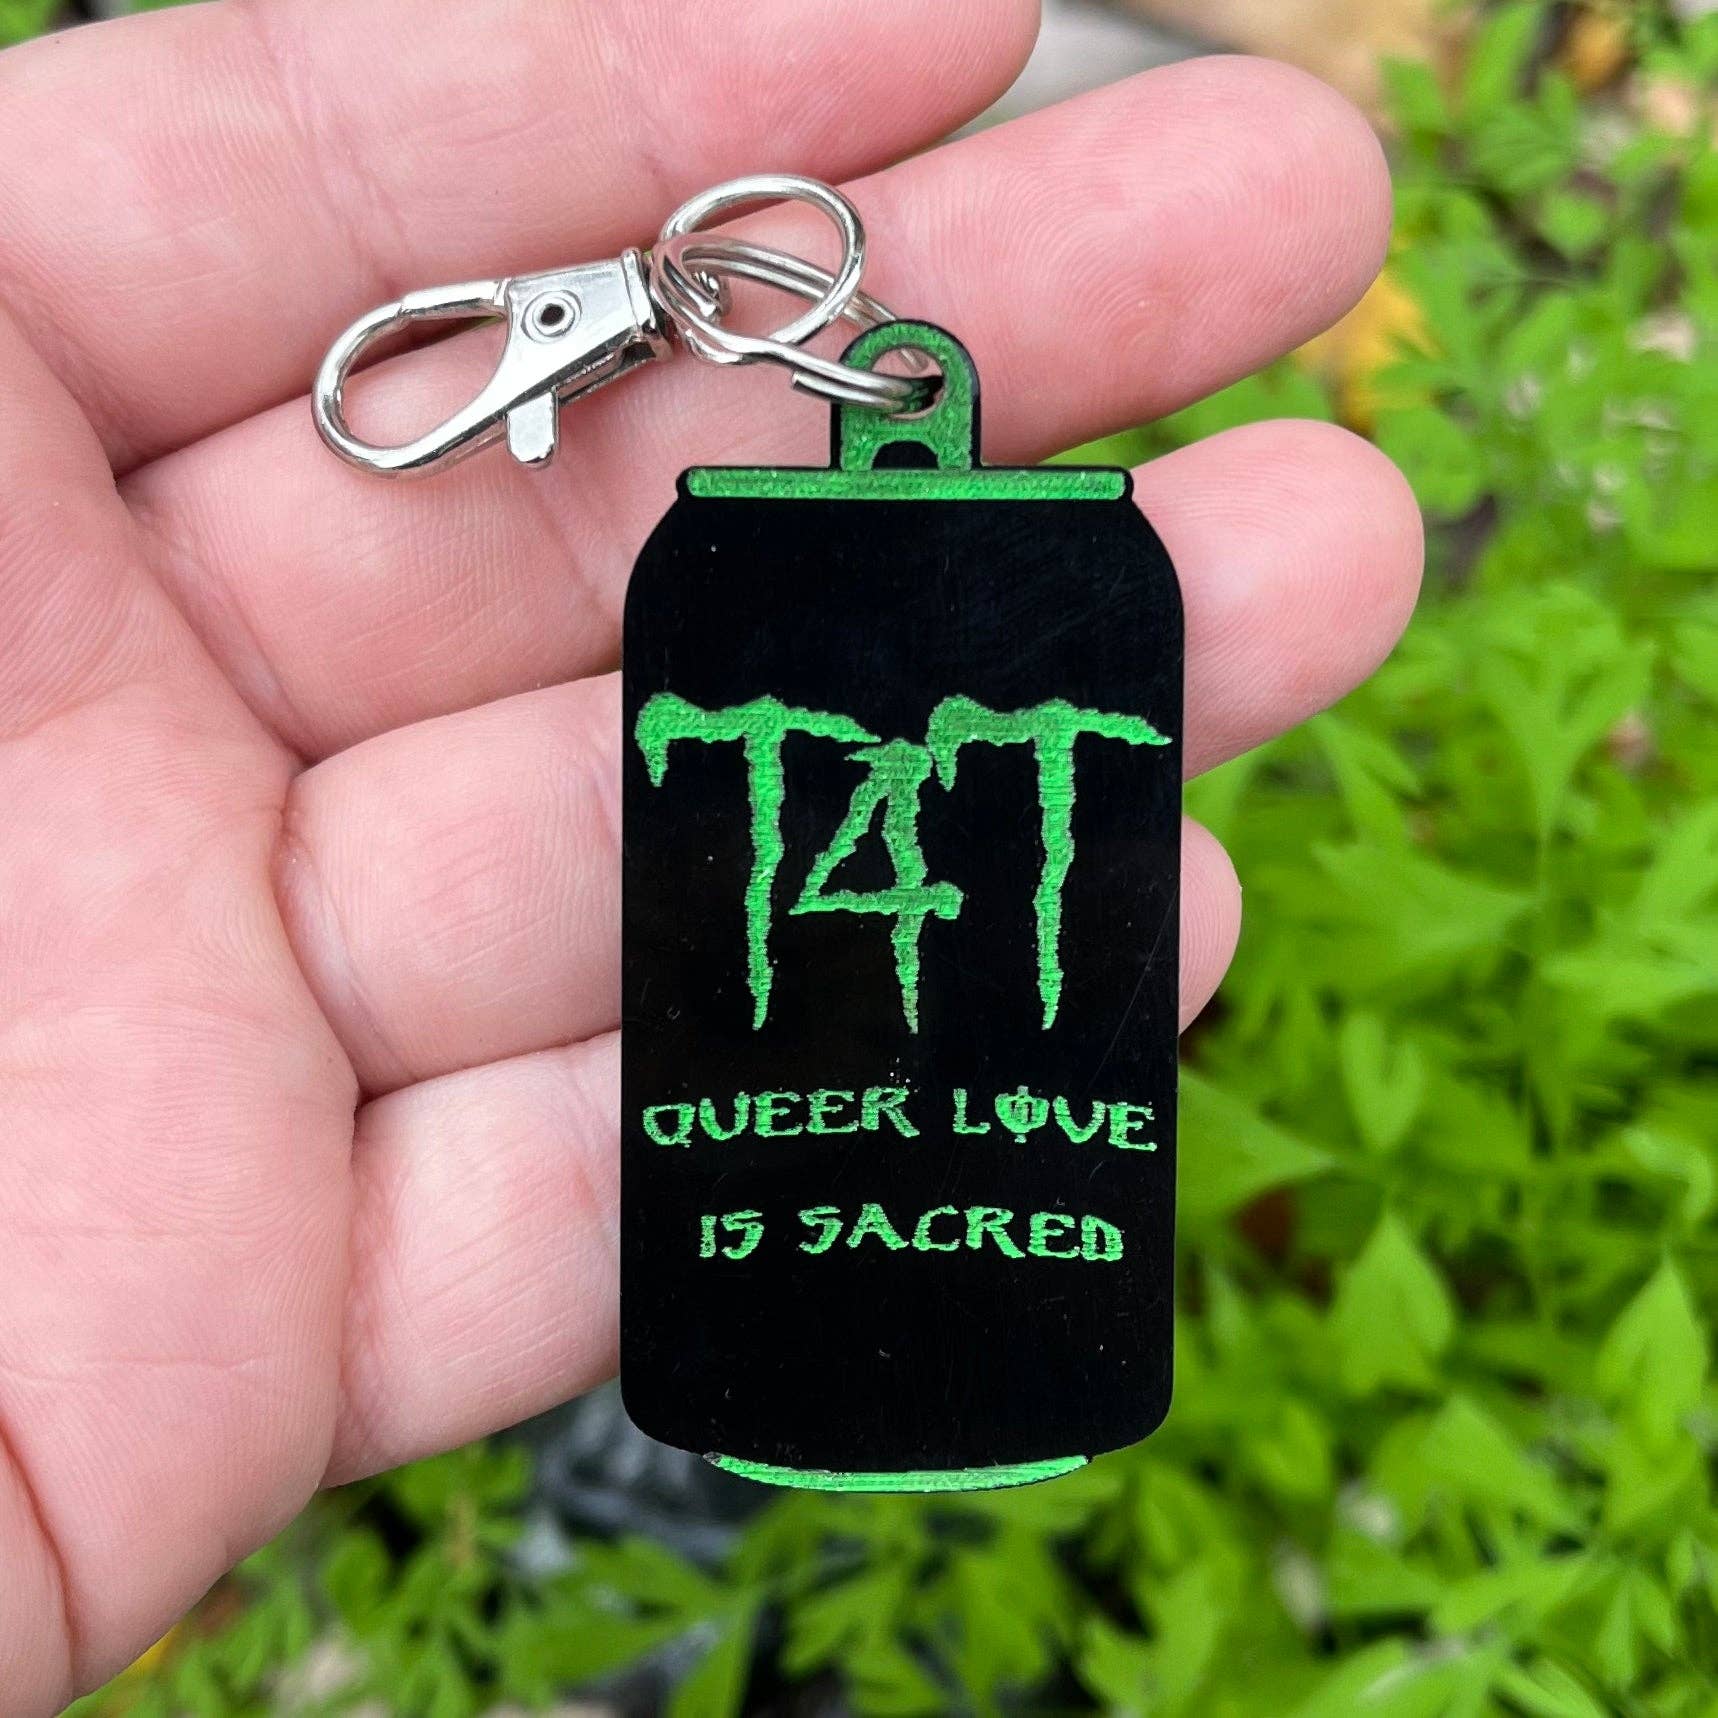 T4T
QUEER LOVE
IS SACRED